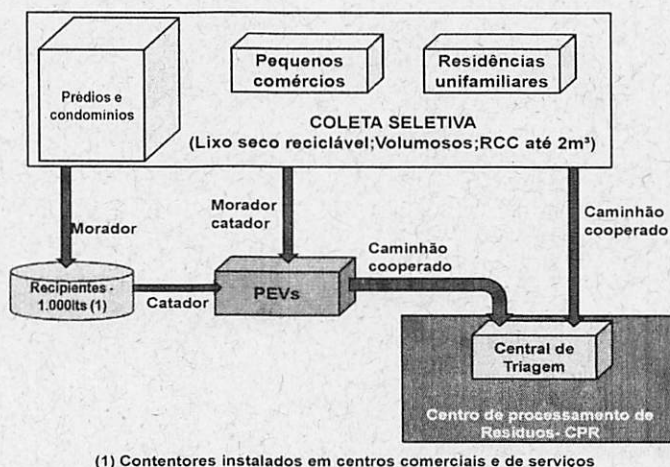 Prédios e
condomínios
Pequenos
comércios
Residências
unifamiliares
COLETA SELETIVA
(Lixo seco reciclável;Volumosos;RCC até 2m³)
Morador
Morador
catador
Caminhão
cooperado
Recipientes -
1.000lts (1)
Catador
PEVs
Caminhão
cooperado
Central de
Triagem
Centro de processamento de
Resíduos- CPR
(1) Contentores instalados em centros comerciais e de serviços